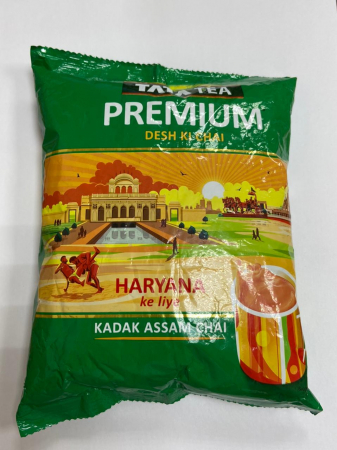 TATA TEA
PREMIUM
DESH KI CHAI
HARYANA
ke liye
KADAK ASSAM CHAI